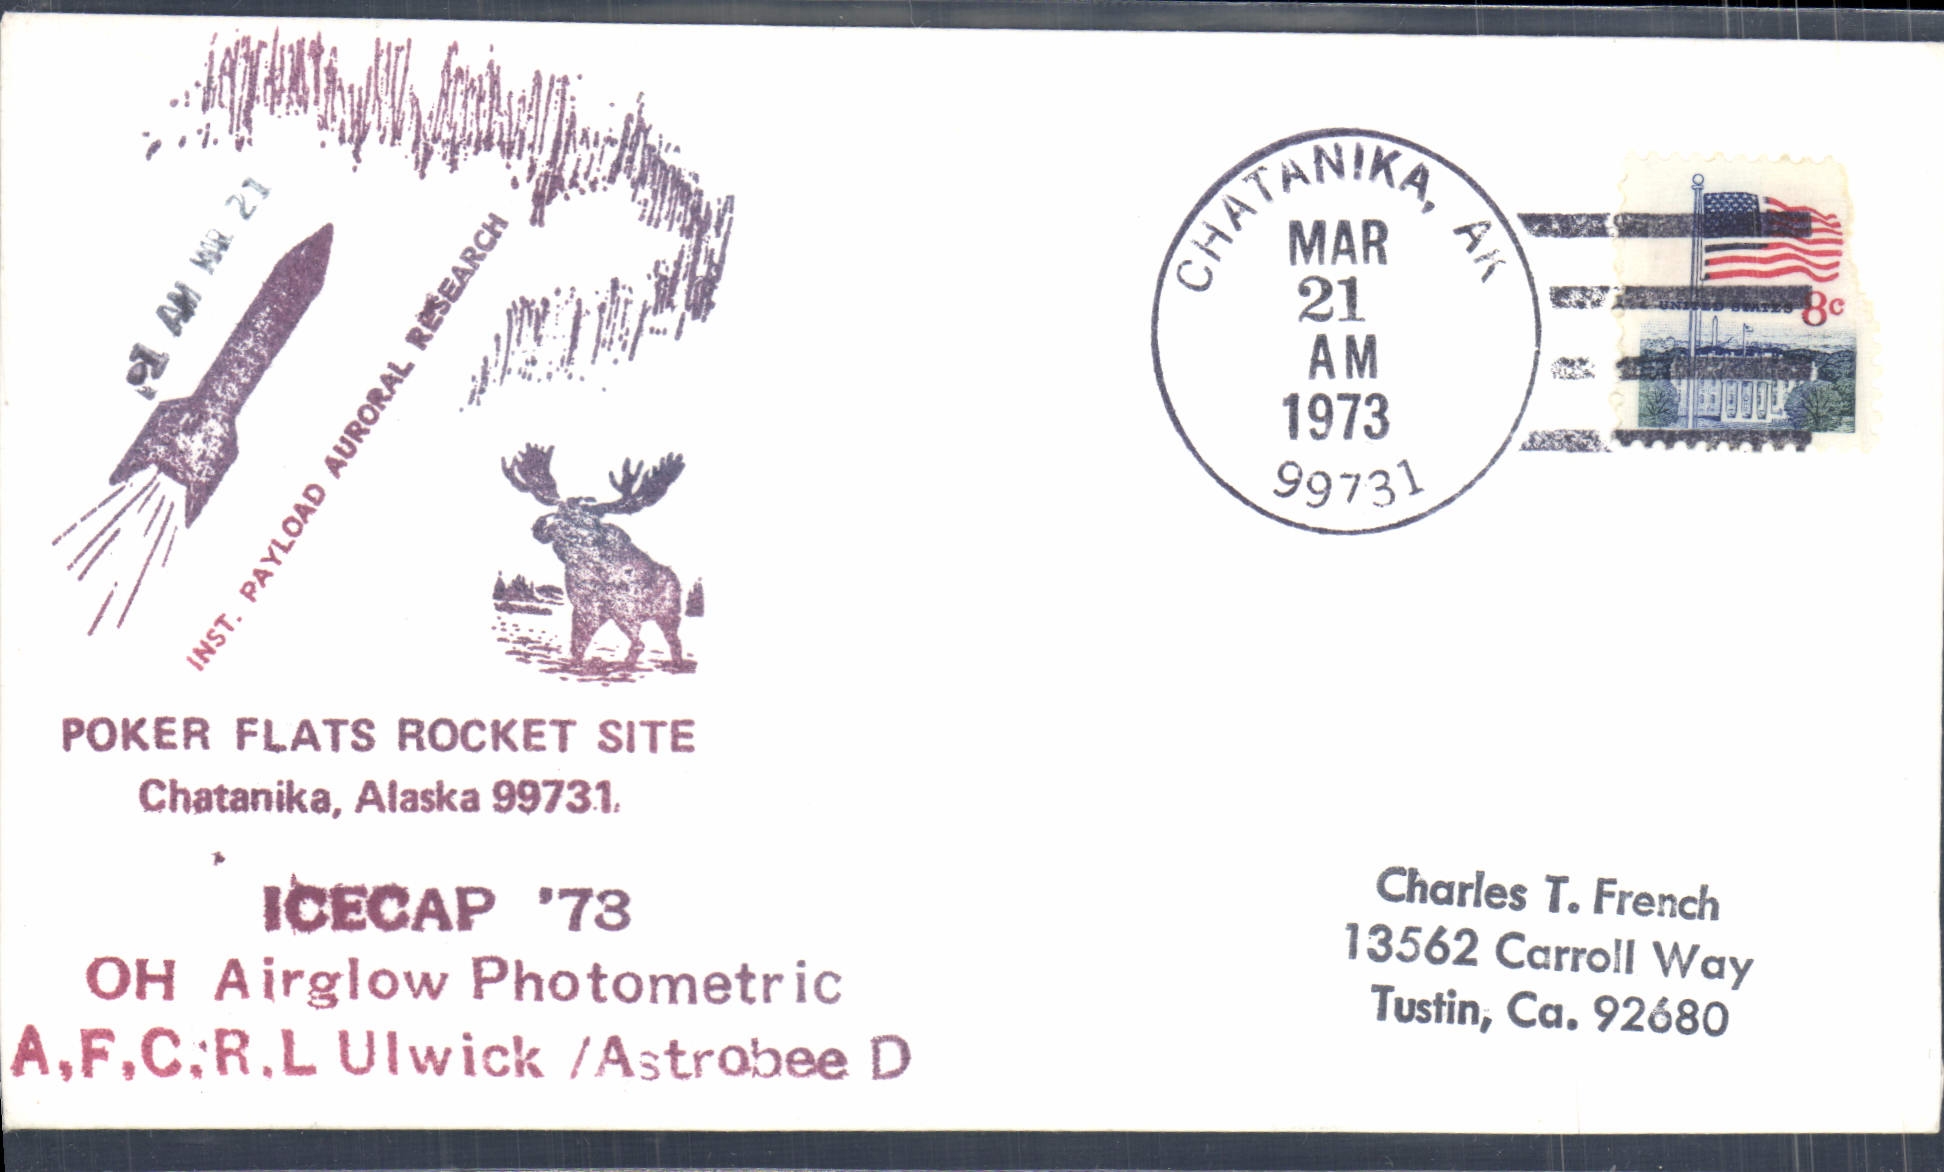 AM MAR 21
INST. PAYLOAD AURORAL RESEARCH
POKER FLATS ROCKET SITE
Chatanika, Alaska 99731.
ICECAP '73
OH Airglow Photometric
A,F,C.R.L Ulwick /Astrobee D
CHATANIKA, AK
MAR
21
AM
1973
99731
UNITED STATES 8c
Charles T. French
13562 Carroll Way
Tustin, Ca. 92680